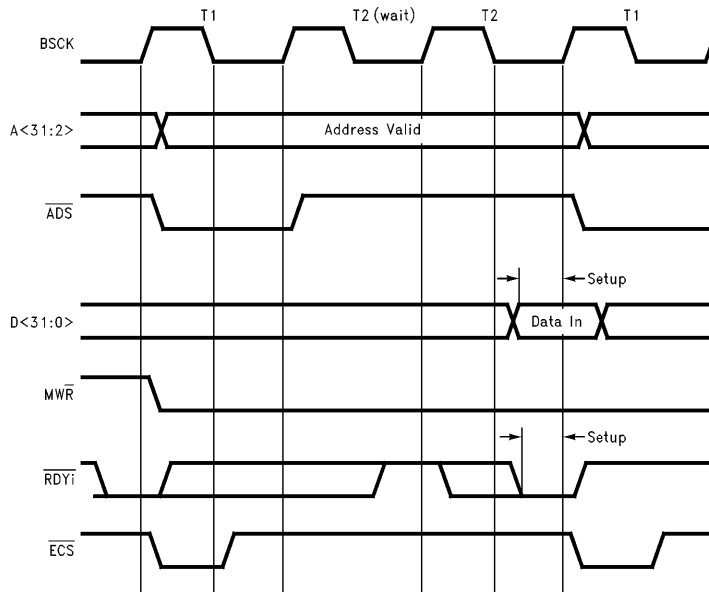 T1 T2 (wait) T2 T1
BSCK
A<31:2> Address Valid
ADS
Setup
D<31:0> Data In
MWR
Setup
RDYi
ECS